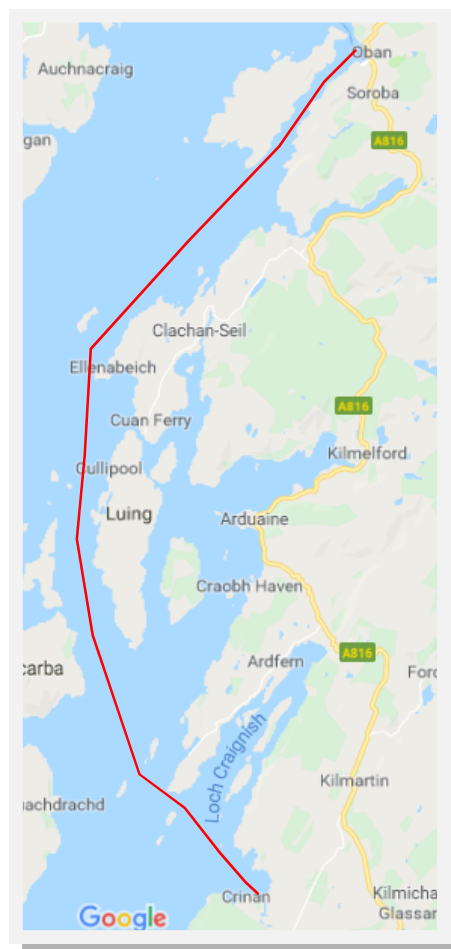 Oban
Auchnacraig
Soroba
A816
gan
Clachan-Seil
Ellenabeich
A816
Cuan Ferry
Kilmelford
Cullipool
Luing
Arduaine
Craobh Haven
A816
Ardfern
carba
Ford
Loch Craignish
Kilmartin
achdrachd
Crinan
Kilmicha
Glassar
Google